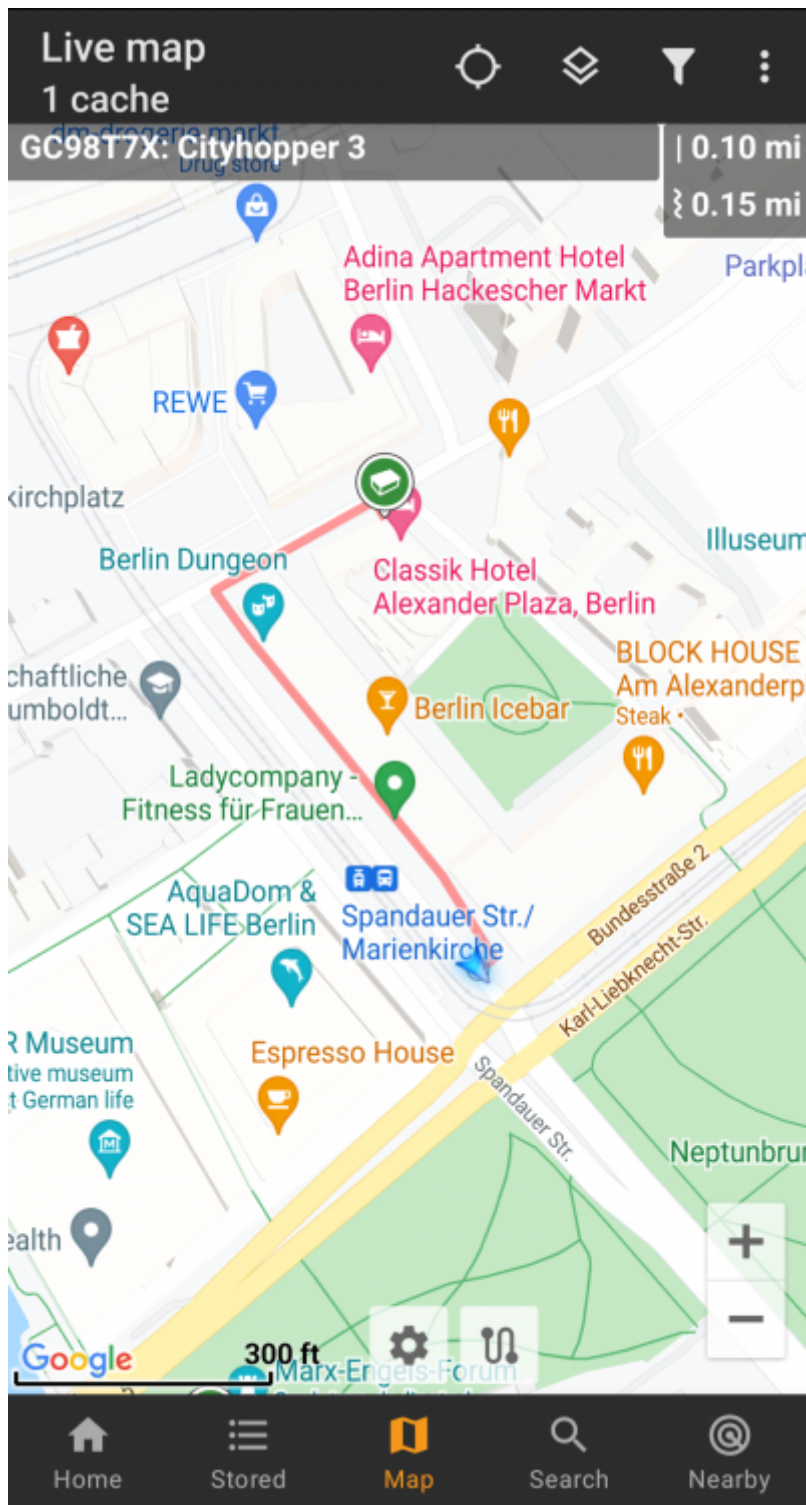 Live map
1 cache
dm-drogerie markt
GC98T7X: Cityhopper 3
Drug store
| 0.10 mi
0.15 mi
Adina Apartment Hotel
Berlin Hackescher Markt
Parkpla
REWE
kirchplatz
Illuseum
Berlin Dungeon
Classik Hotel
Alexander Plaza, Berlin
chaftliche
umboldt...
BLOCK HOUSE
Am Alexanderpl
Steak •
Berlin Icebar
Ladycompany -
Fitness für Frauen...
Bundesstraße 2
AquaDom &
SEA LIFE Berlin
Spandauer Str./
Marienkirche
Karl-Liebknecht-Str.
R Museum
tive museum
t German life
Espresso House
Spandauer Str.
Neptunbrun
ealth
+
−
Google
300 ft
Marx-Engels-Forum
Home
Stored
Map
Search
Nearby